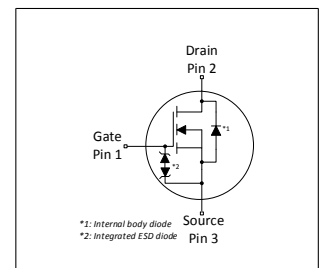 Drain
Pin 2
*1
Gate
Pin 1
*2
Source
Pin 3
*1: Internal body diode
*2: Integrated ESD diode